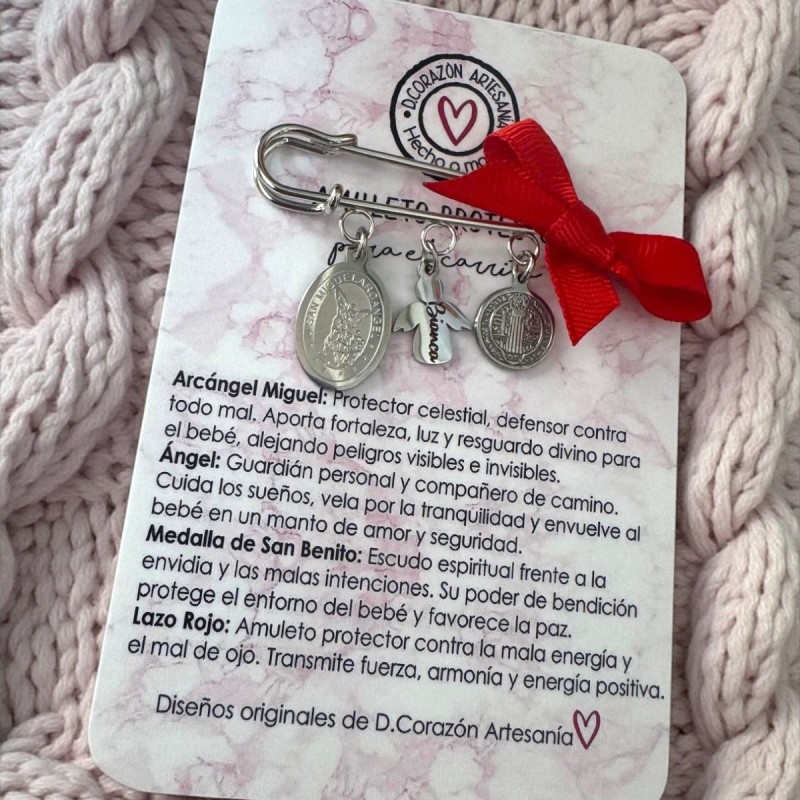 D.CORAZÓN ARTESANÍA
Hecho a
AMULETO
para el carri
SAN MIGUEL ARCANGEL
Bianca
Arcángel Miguel: Protector celestial, defensor contra
todo mal. Aporta fortaleza, luz y resguardo divino para
el bebé, alejando peligros visibles e invisibles.
Ángel: Guardián personal y compañero de camino.
Cuida los sueños, vela por la tranquilidad y envuelve al
bebé en un manto de amor y seguridad.
Medalla de San Benito: Escudo espiritual frente a la
envidia y las malas intenciones. Su poder de bendición
protege el entorno del bebé y favorece la paz.
Lazo Rojo: Amuleto protector contra la mala energía y
el mal de ojo. Transmite fuerza, armonía y energía positiva.
Diseños originales de D.Corazón Artesanía